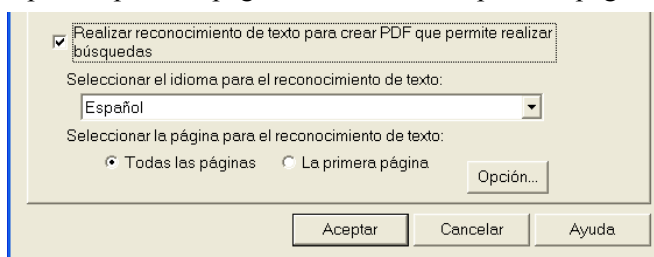 Realizar reconocimiento de texto para crear PDF que permite realizar
búsquedas
Seleccionar el idioma para el reconocimiento de texto:
Español
Seleccionar la página para el reconocimiento de texto:
Todas las páginas La primera página
Opción...
Aceptar Cancelar Ayuda